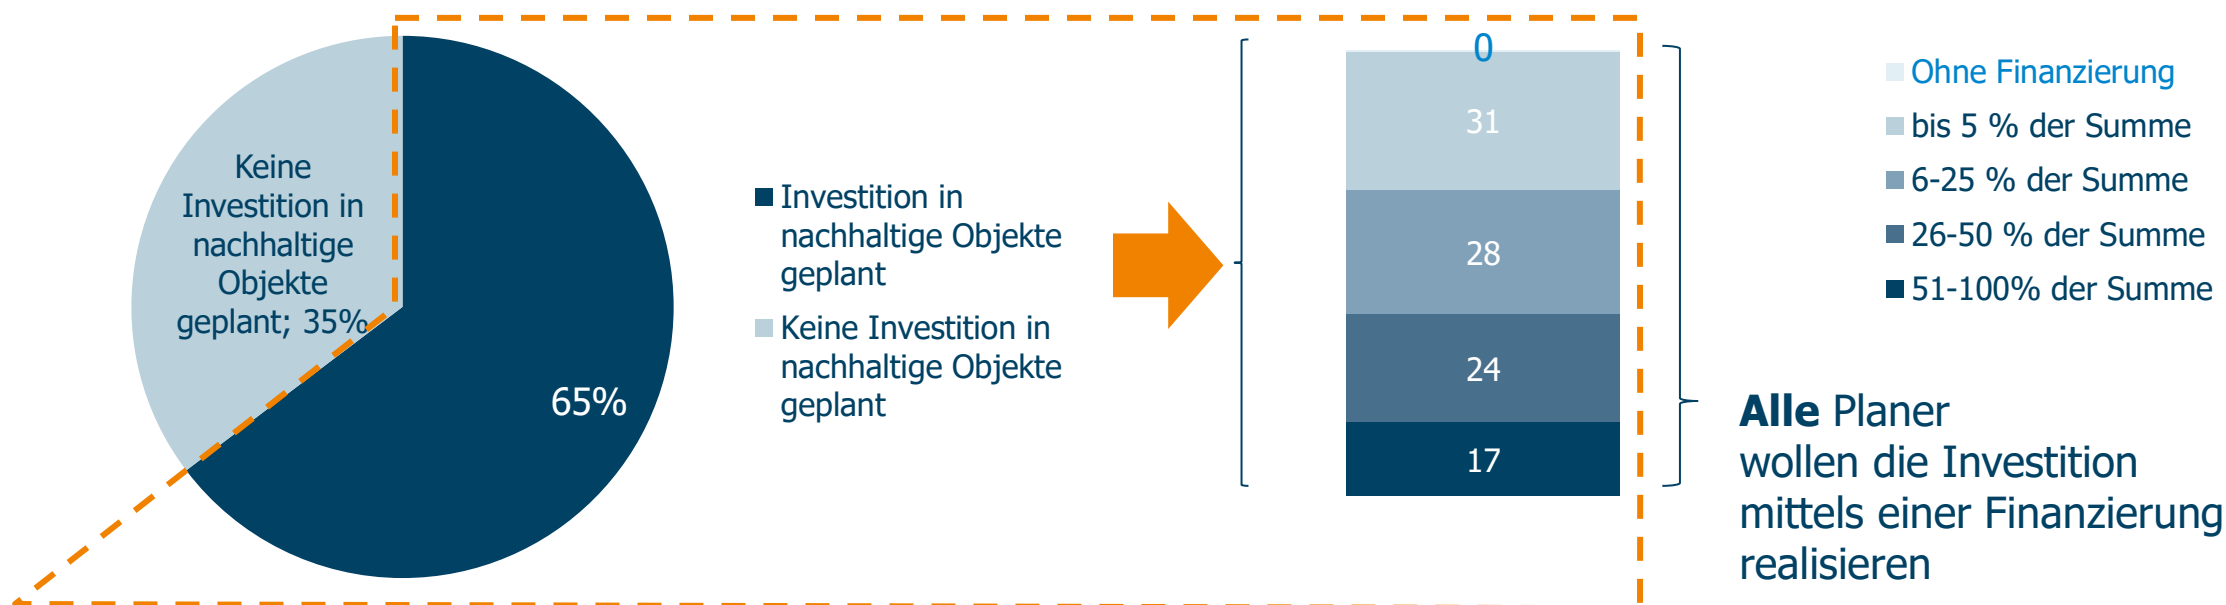 Keine
Investition in
nachhaltige
Objekte
geplant; 35%
65%
Investition in
nachhaltige Objekte
geplant
Keine Investition in
nachhaltige Objekte
geplant
0
31
28
24
17
Ohne Finanzierung
bis 5 % der Summe
6-25 % der Summe
26-50 % der Summe
51-100% der Summe
Alle Planer
wollen die Investition
mittels einer Finanzierung
realisieren